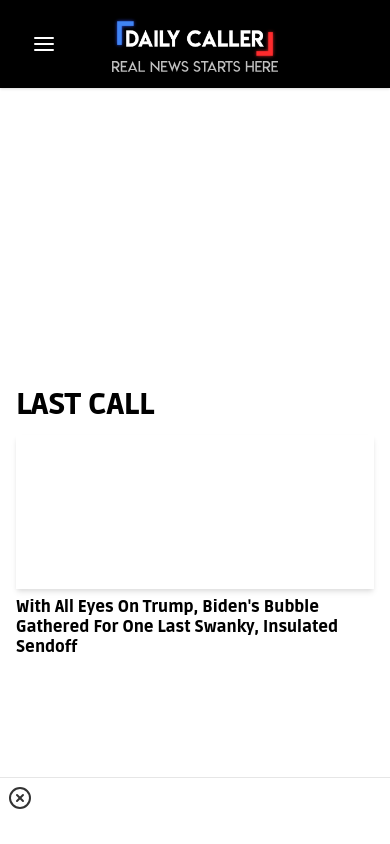 DAILY CALLER
REAL NEWS STARTS HERE
LAST CALL
With All Eyes On Trump, Biden's Bubble
Gathered For One Last Swanky, Insulated
Sendoff